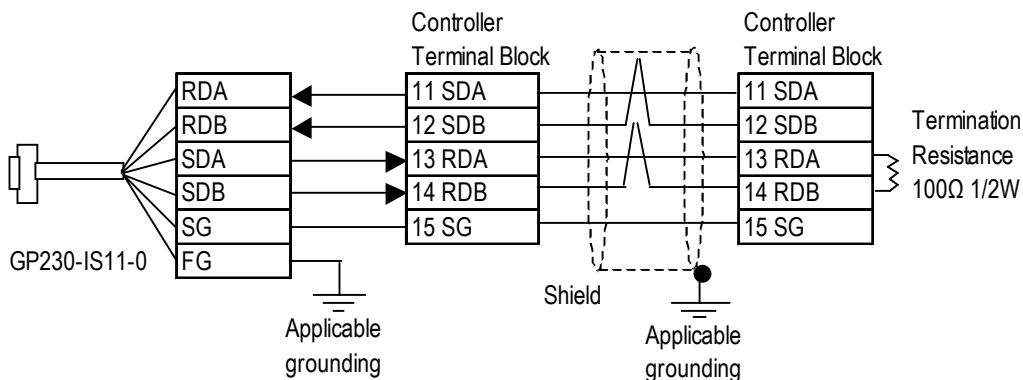 Controller
Terminal Block
Controller
Terminal Block
RDA
11 SDA
11 SDA
RDB
12 SDB
12 SDB
Termination
SDA
13 RDA
13 RDA
Resistance
SDB
14 RDB
14 RDB
100Ω 1/2W
SG
15 SG
15 SG
GP230-IS11-0
FG
Shield
Applicable
grounding
Applicable
grounding